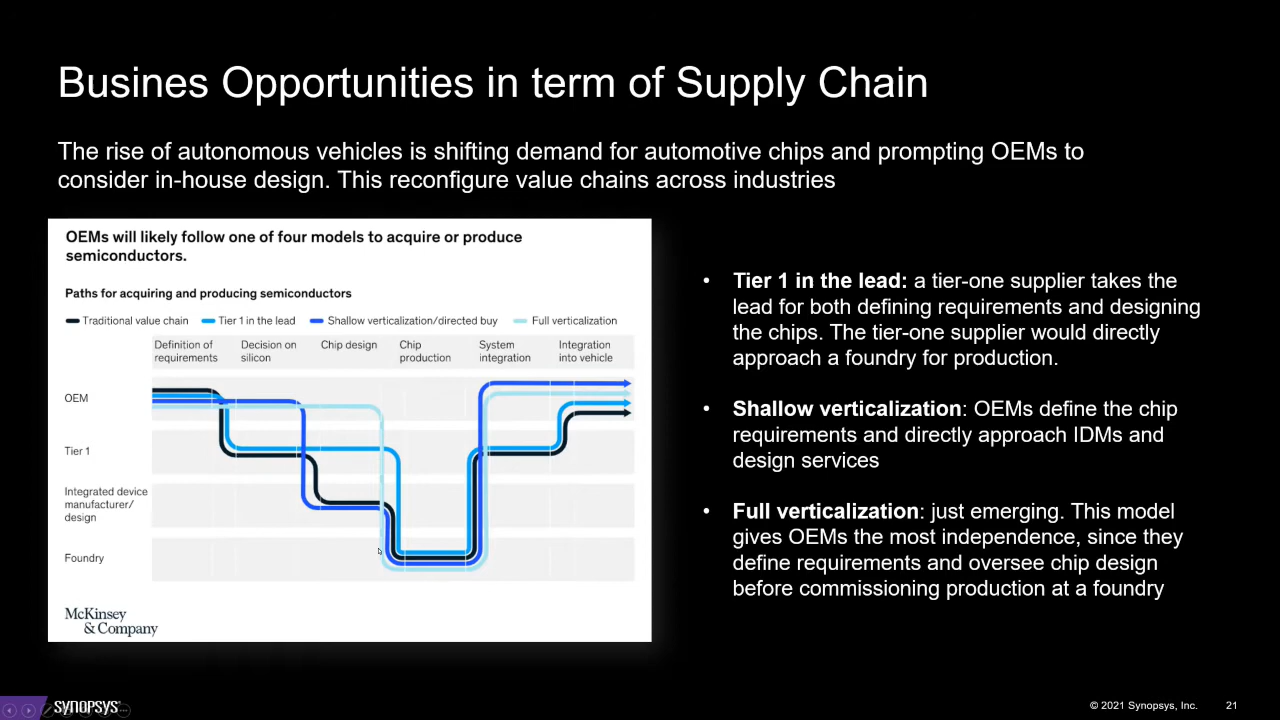 Busines Opportunities in term of Supply Chain
The rise of autonomous vehicles is shifting demand for automotive chips and prompting OEMs to
consider in-house design. This reconfigure value chains across industries
OEMs will likely follow one of four models to acquire or produce
semiconductors.
Paths for acquiring and producing semiconductors
Traditional value chain
Tier 1 in the lead
Shallow verticalization/directed buy
Full verticalization
Definition of
requirements
Decision on
silicon
Chip design
Chip
production
System
integration
Integration
into vehicle
OEM
Tier 1
Integrated device
manufacturer/
design
Foundry
McKinsey
& Company
• Tier 1 in the lead: a tier-one supplier takes the
lead for both defining requirements and designing
the chips. The tier-one supplier would directly
approach a foundry for production.
• Shallow verticalization: OEMs define the chip
requirements and directly approach IDMs and
design services
• Full verticalization: just emerging. This model
gives OEMs the most independence, since they
define requirements and oversee chip design
before commissioning production at a foundry
SYNOPSYS
© 2021 Synopsys, Inc.
21